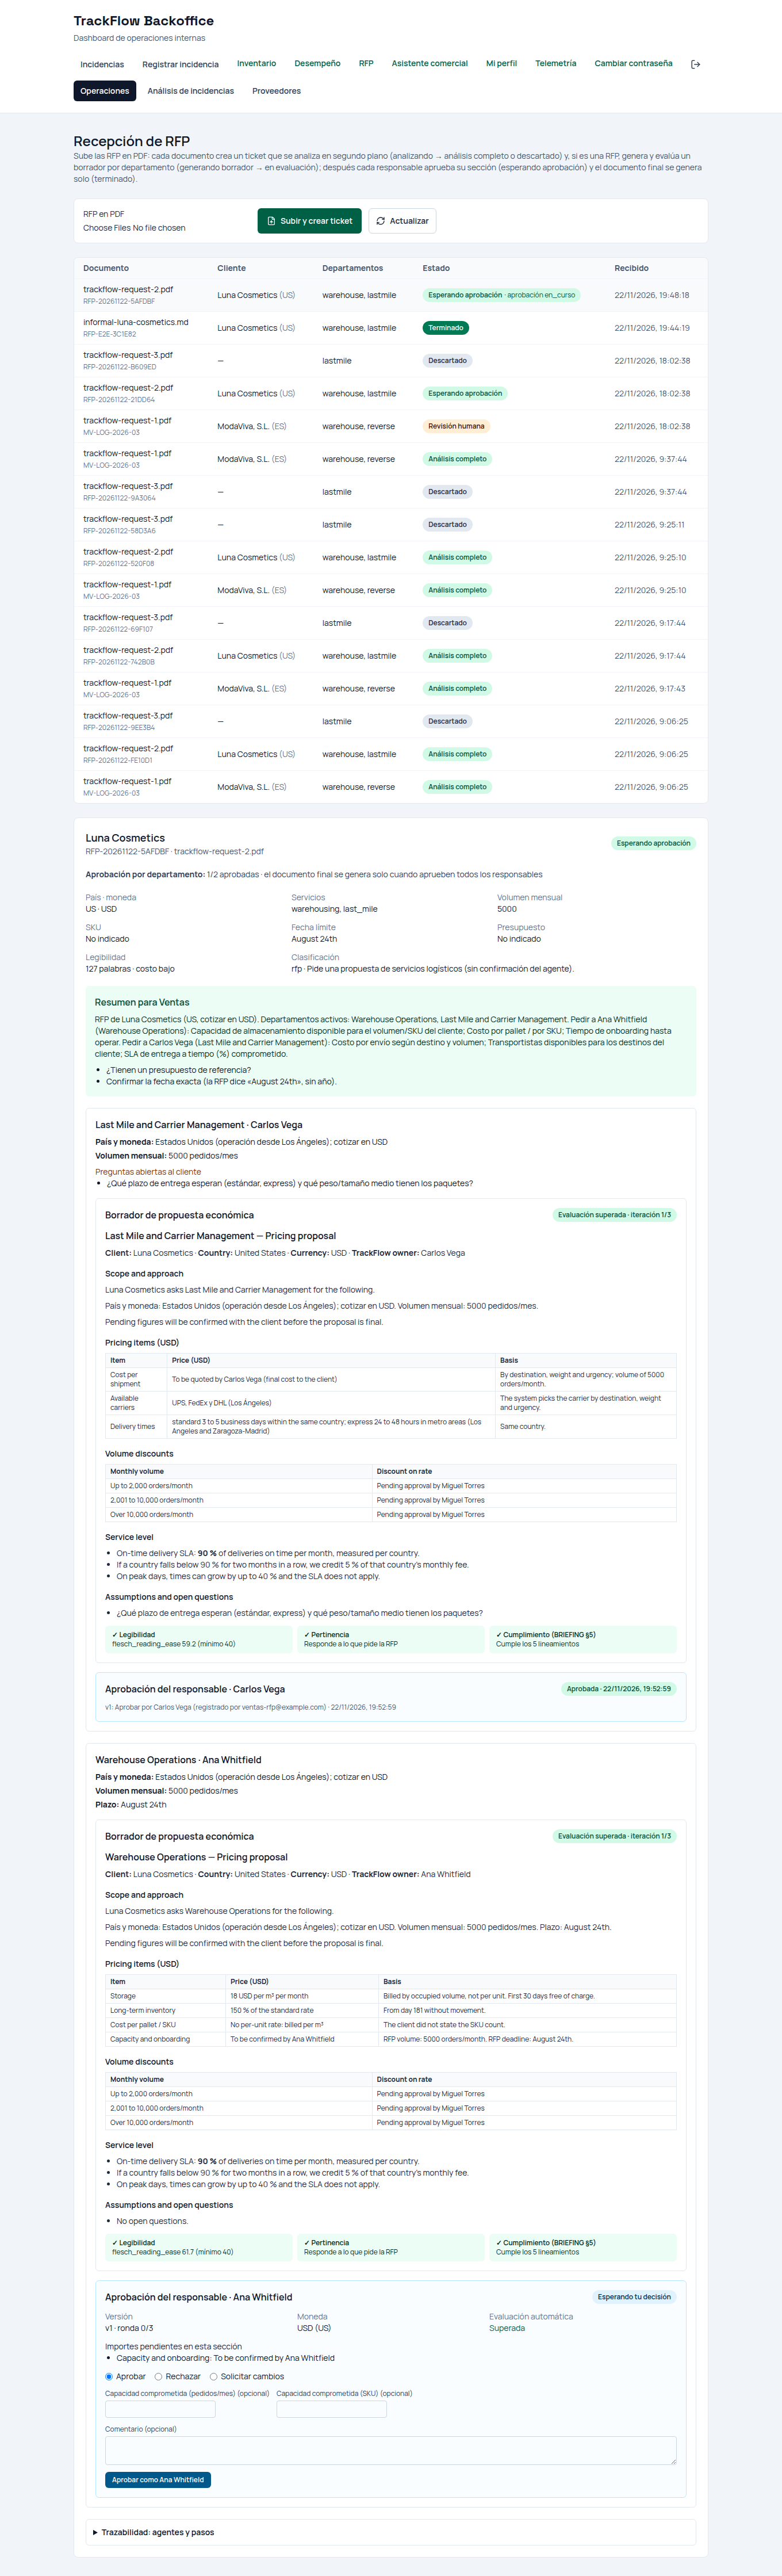 TrackFlow Backoffice
Dashboard de operaciones internas
Incidencias Registrar incidencia Inventario Desempeño RFP Asistente comercial Mi perfil Telemetría Cambiar contraseña
Operaciones Análisis de incidencias Proveedores
Recepción de RFP
Sube las RFP en PDF: cada documento crea un ticket que se analiza en segundo plano (analizando → análisis completo o descartado) y, si es una RFP, genera y evalúa un
borrador por departamento (generando borrador → en evaluación); después cada responsable aprueba su sección (esperando aprobación) y el documento final se genera
solo (terminado).
RFP en PDF
Choose Files No file chosen
Subir y crear ticket
Actualizar
Documento Cliente Departamentos Estado Recibido
trackflow-request-2.pdf
RFP-20261122-5AFDBF
Luna Cosmetics (US) warehouse, lastmile Esperando aprobación · aprobación en_curso 22/11/2026, 19:48:18
informal-luna-cosmetics.md
RFP-E2E-3C1E82
Luna Cosmetics (US) warehouse, lastmile Terminado 22/11/2026, 19:44:19
trackflow-request-3.pdf
RFP-20261122-B609ED
— lastmile Descartado 22/11/2026, 18:02:38
trackflow-request-2.pdf
RFP-20261122-21DD64
Luna Cosmetics (US) warehouse, lastmile Esperando aprobación 22/11/2026, 18:02:38
trackflow-request-1.pdf
MV-LOG-2026-03
ModaViva, S.L. (ES) warehouse, reverse Revisión humana 22/11/2026, 18:02:38
trackflow-request-1.pdf
MV-LOG-2026-03
ModaViva, S.L. (ES) warehouse, reverse Análisis completo 22/11/2026, 9:37:44
trackflow-request-3.pdf
RFP-20261122-9A3064
— lastmile Descartado 22/11/2026, 9:37:44
trackflow-request-3.pdf
RFP-20261122-58D3A6
— lastmile Descartado 22/11/2026, 9:25:11
trackflow-request-2.pdf
RFP-20261122-520FD8
Luna Cosmetics (US) warehouse, lastmile Análisis completo 22/11/2026, 9:25:10
trackflow-request-1.pdf
MV-LOG-2026-03
ModaViva, S.L. (ES) warehouse, reverse Análisis completo 22/11/2026, 9:25:10
trackflow-request-3.pdf
RFP-20261122-69F107
— lastmile Descartado 22/11/2026, 9:17:44
trackflow-request-2.pdf
RFP-20261122-742B0B
Luna Cosmetics (US) warehouse, lastmile Análisis completo 22/11/2026, 9:17:44
trackflow-request-1.pdf
MV-LOG-2026-03
ModaViva, S.L. (ES) warehouse, reverse Análisis completo 22/11/2026, 9:17:43
trackflow-request-3.pdf
RFP-20261122-9EE3B4
— lastmile Descartado 22/11/2026, 9:06:25
trackflow-request-2.pdf
RFP-20261122-FE10D1
Luna Cosmetics (US) warehouse, lastmile Análisis completo 22/11/2026, 9:06:25
trackflow-request-1.pdf
MV-LOG-2026-03
ModaViva, S.L. (ES) warehouse, reverse Análisis completo 22/11/2026, 9:06:25
Luna Cosmetics
RFP-20261122-5AFDBF · trackflow-request-2.pdf
Esperando aprobación
Aprobación por departamento: 1/2 aprobadas · el documento final se genera solo cuando aprueben todos los responsables
País · moneda Servicios Volumen mensual
US · USD warehousing, last_mile 5000
SKU Fecha límite Presupuesto
No indicado August 24th No indicado
Legibilidad Clasificación
127 palabras · costo bajo rfp · Pide una propuesta de servicios logísticos (sin confirmación del agente).
Resumen para Ventas
RFP de Luna Cosmetics (US, cotizar en USD). Departamentos activos: Warehouse Operations, Last Mile and Carrier Management. Pedir a Ana Whitfield
(Warehouse Operations): Capacidad de almacenamiento disponible para el volumen/SKU del cliente; Costo por pallet / por SKU; Tiempo de onboarding hasta
operar. Pedir a Carlos Vega (Last Mile and Carrier Management): Costo por envío según destino y volumen; Transportistas disponibles para los destinos del
cliente; SLA de entrega a tiempo (%) comprometido.
• ¿Tienen un presupuesto de referencia?
• Confirmar la fecha exacta (la RFP dice «August 24th», sin año).
Last Mile and Carrier Management · Carlos Vega
País y moneda: Estados Unidos (operación desde Los Ángeles); cotizar en USD
Volumen mensual: 5000 pedidos/mes
Preguntas abiertas al cliente
• ¿Qué plazo de entrega esperan (estándar, express) y qué peso/tamaño medio tienen los paquetes?
Borrador de propuesta económica
Evaluación superada · iteración 1/3
Last Mile and Carrier Management — Pricing proposal
Client: Luna Cosmetics · Country: United States · Currency: USD · TrackFlow owner: Carlos Vega
Scope and approach
Luna Cosmetics asks Last Mile and Carrier Management for the following.
País y moneda: Estados Unidos (operación desde Los Ángeles); cotizar en USD. Volumen mensual: 5000 pedidos/mes.
Pending figures will be confirmed with the client before the proposal is final.
Pricing items (USD)
Item Price (USD) Basis
Cost per shipment To be quoted by Carlos Vega (final cost to the client) By destination, weight and urgency; volume of 5000 orders/month.
Available carriers UPS, FedEx y DHL (Los Ángeles) The system picks the carrier by destination, weight and urgency.
Delivery times standard 3 to 5 business days within the same country; express 24 to 48 hours in metro areas (Los Angeles and Zaragoza-Madrid) Same country.
Volume discounts
Monthly volume Discount on rate
Up to 2,000 orders/month Pending approval by Miguel Torres
2,001 to 10,000 orders/month Pending approval by Miguel Torres
Over 10,000 orders/month Pending approval by Miguel Torres
Service level
• On-time delivery SLA: 90 % of deliveries on time per month, measured per country.
• If a country falls below 90 % for two months in a row, we credit 5 % of that country's monthly fee.
• On peak days, times can grow by up to 40 % and the SLA does not apply.
Assumptions and open questions
• ¿Qué plazo de entrega esperan (estándar, express) y qué peso/tamaño medio tienen los paquetes?
✓ Legibilidad ✓ Pertinencia ✓ Cumplimiento (BRIEFING §5)
flesch_reading_ease 59.2 (mínimo 40) Responde a lo que pide la RFP Cumple los 5 lineamientos
Aprobación del responsable · Carlos Vega
Aprobada · 22/11/2026, 19:52:59
v1: Aprobar por Carlos Vega (registrado por ventas-rfp@example.com) · 22/11/2026, 19:52:59
Warehouse Operations · Ana Whitfield
País y moneda: Estados Unidos (operación desde Los Ángeles); cotizar en USD
Volumen mensual: 5000 pedidos/mes
Plazo: August 24th
Borrador de propuesta económica
Evaluación superada · iteración 1/3
Warehouse Operations — Pricing proposal
Client: Luna Cosmetics · Country: United States · Currency: USD · TrackFlow owner: Ana Whitfield
Scope and approach
Luna Cosmetics asks Warehouse Operations for the following.
País y moneda: Estados Unidos (operación desde Los Ángeles); cotizar en USD. Volumen mensual: 5000 pedidos/mes. Plazo: August 24th.
Pending figures will be confirmed with the client before the proposal is final.
Pricing items (USD)
Item Price (USD) Basis
Storage 18 USD per m³ per month Billed by occupied volume, not per unit. First 30 days free of charge.
Long-term inventory 150 % of the standard rate From day 181 without movement.
Cost per pallet / SKU No per-unit rate: billed per m³ The client did not state the SKU count.
Capacity and onboarding To be confirmed by Ana Whitfield RFP volume: 5000 orders/month. RFP deadline: August 24th.
Volume discounts
Monthly volume Discount on rate
Up to 2,000 orders/month Pending approval by Miguel Torres
2,001 to 10,000 orders/month Pending approval by Miguel Torres
Over 10,000 orders/month Pending approval by Miguel Torres
Service level
• On-time delivery SLA: 90 % of deliveries on time per month, measured per country.
• If a country falls below 90 % for two months in a row, we credit 5 % of that country's monthly fee.
• On peak days, times can grow by up to 40 % and the SLA does not apply.
Assumptions and open questions
• No open questions.
✓ Legibilidad ✓ Pertinencia ✓ Cumplimiento (BRIEFING §5)
flesch_reading_ease 61.7 (mínimo 40) Responde a lo que pide la RFP Cumple los 5 lineamientos
Aprobación del responsable · Ana Whitfield
Esperando tu decisión
Versión Moneda Evaluación automática
v1 · ronda 0/3 USD (US) Superada
Importes pendientes en esta sección
• Capacity and onboarding: To be confirmed by Ana Whitfield
Aprobar Rechazar Solicitar cambios
Capacidad comprometida (pedidos/mes) (opcional) Capacidad comprometida (SKU) (opcional)
Comentario (opcional)
Aprobar como Ana Whitfield
Trazabilidad: agentes y pasos